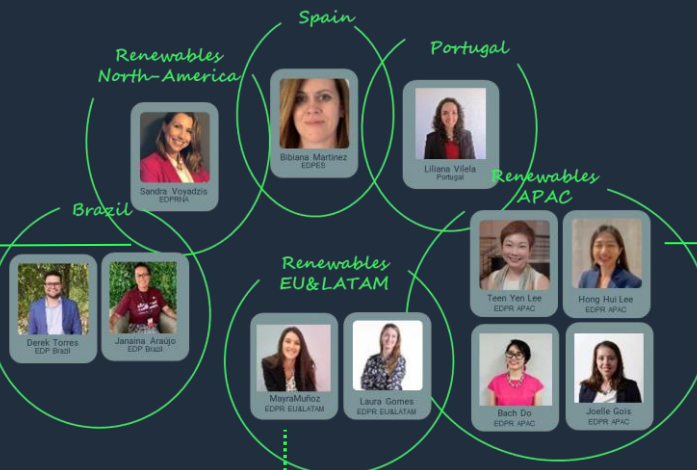 Spain
Renewables
North-America
Portugal
Bibiana Martinez
EDPES
Liliana Vilela
Portugal
Sandra Voyadzis
EDPRNA
Renewables
APAC
Brazil
Teen Yen Lee
EDPR APAC
Hong Hui Lee
EDPR APAC
Renewables
EU&LATAM
Derek Torres
EDP Brazil
Janaina Araújo
EDP Brazil
MayraMuñoz
EDPR EU&LATAM
Laura Gomes
EDPR EU&LATAM
Bach Do
EDPR APAC
Joelle Gois
EDPR APAC